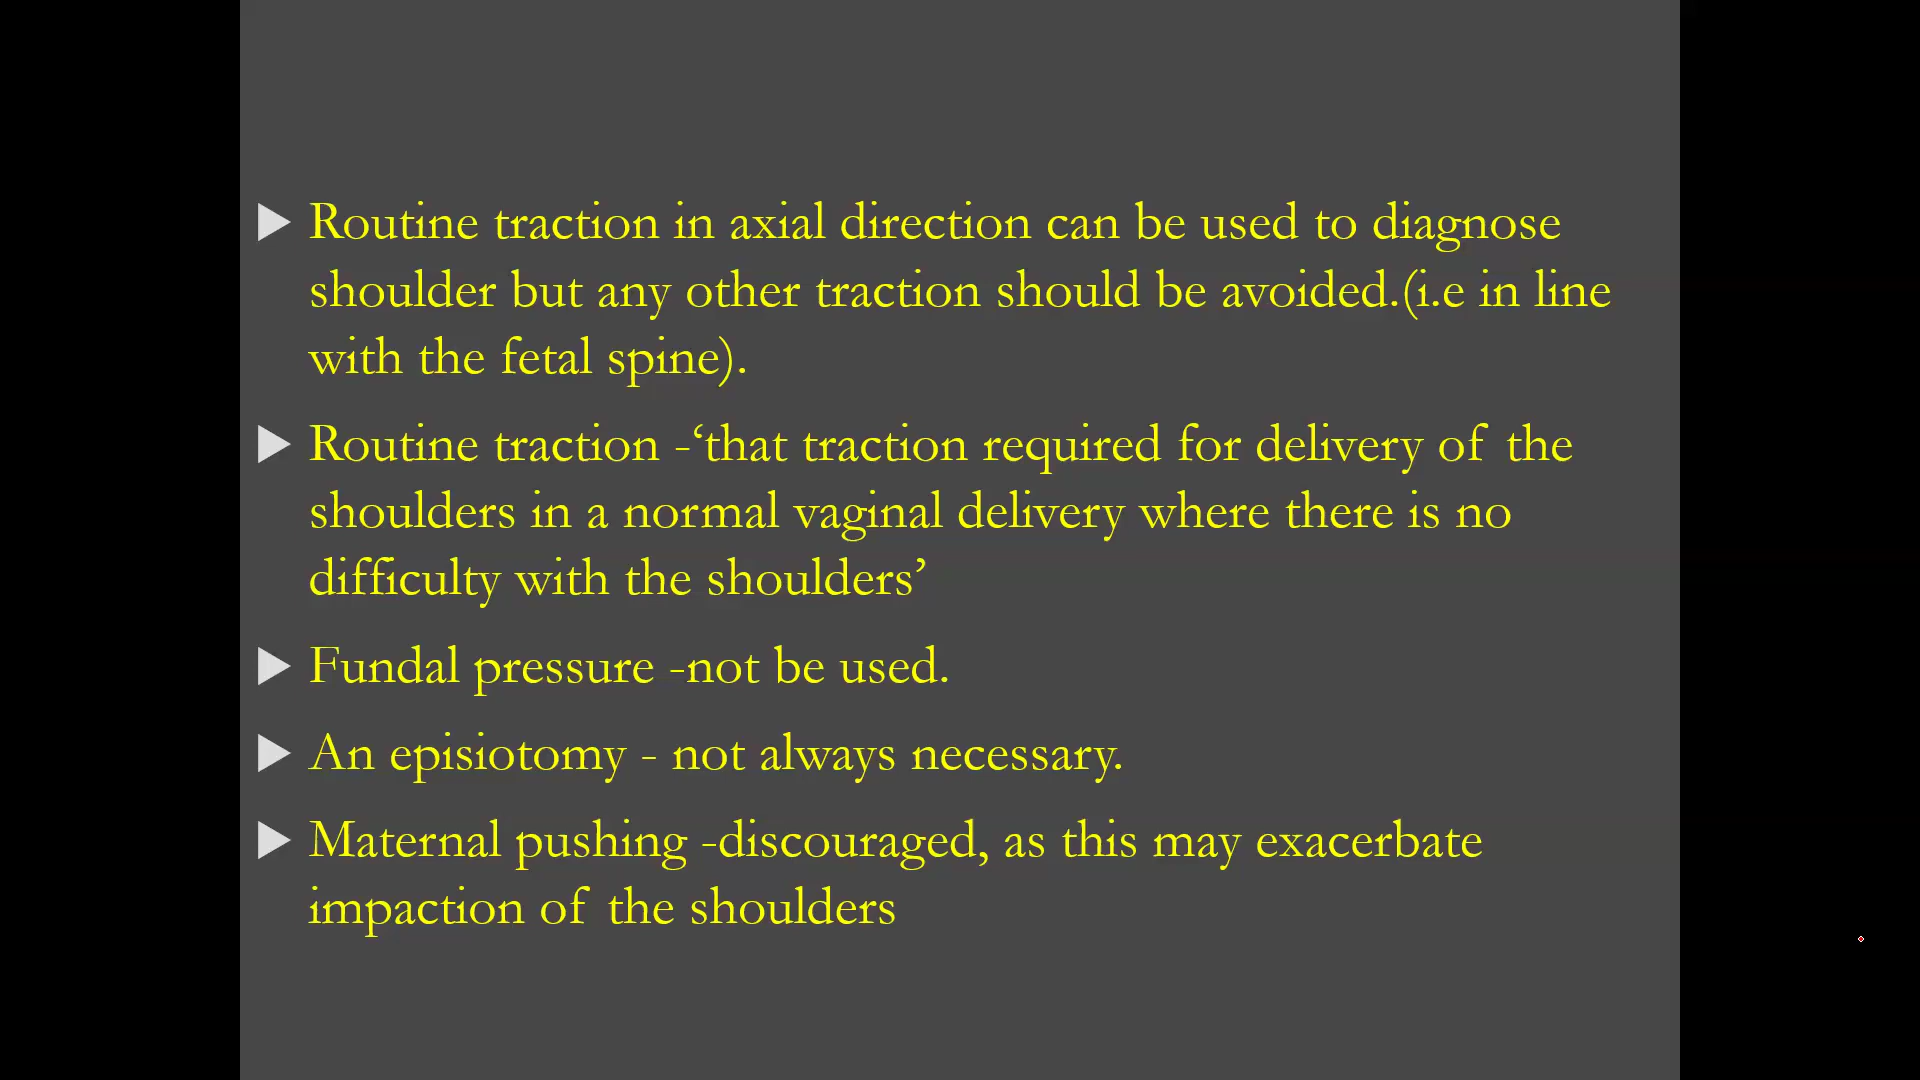 Routine traction in axial direction can be used to diagnose
shoulder but any other traction should be avoided.(i.e in line
with the fetal spine).
Routine traction -‘that traction required for delivery of the
shoulders in a normal vaginal delivery where there is no
difficulty with the shoulders’
Fundal pressure -not be used.
An episiotomy - not always necessary.
Maternal pushing -discouraged, as this may exacerbate
impaction of the shoulders